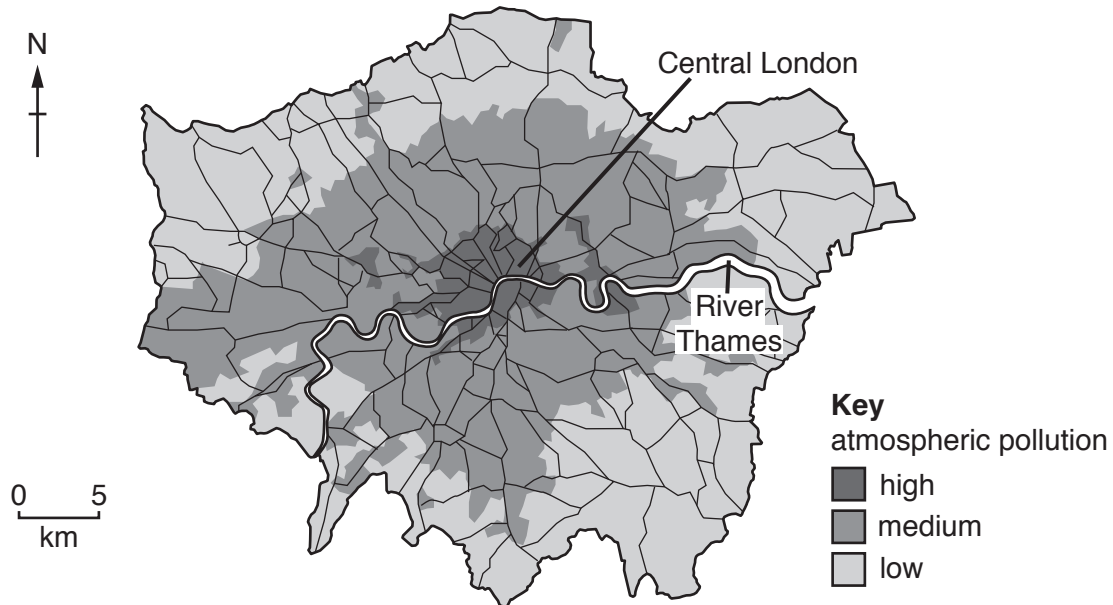 N
Central London
River
Thames
Key
atmospheric pollution
high
medium
low
0 5
km